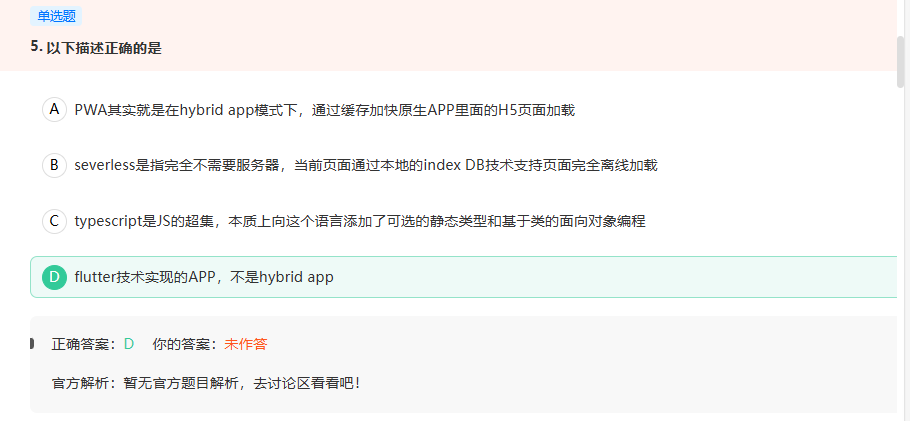 单选题
5. 以下描述正确的是
A PWA其实就是在hybrid app模式下，通过缓存加快原生APP里面的H5页面加载
B severless是指完全不需要服务器，当前页面通过本地的index DB技术支持页面完全离线加载
C typescript是JS的超集，本质上向这个语言添加了可选的静态类型和基于类的面向对象编程
D flutter技术实现的APP，不是hybrid app
正确答案：D 你的答案：未作答
官方解析：暂无官方题目解析，去讨论区看看吧！